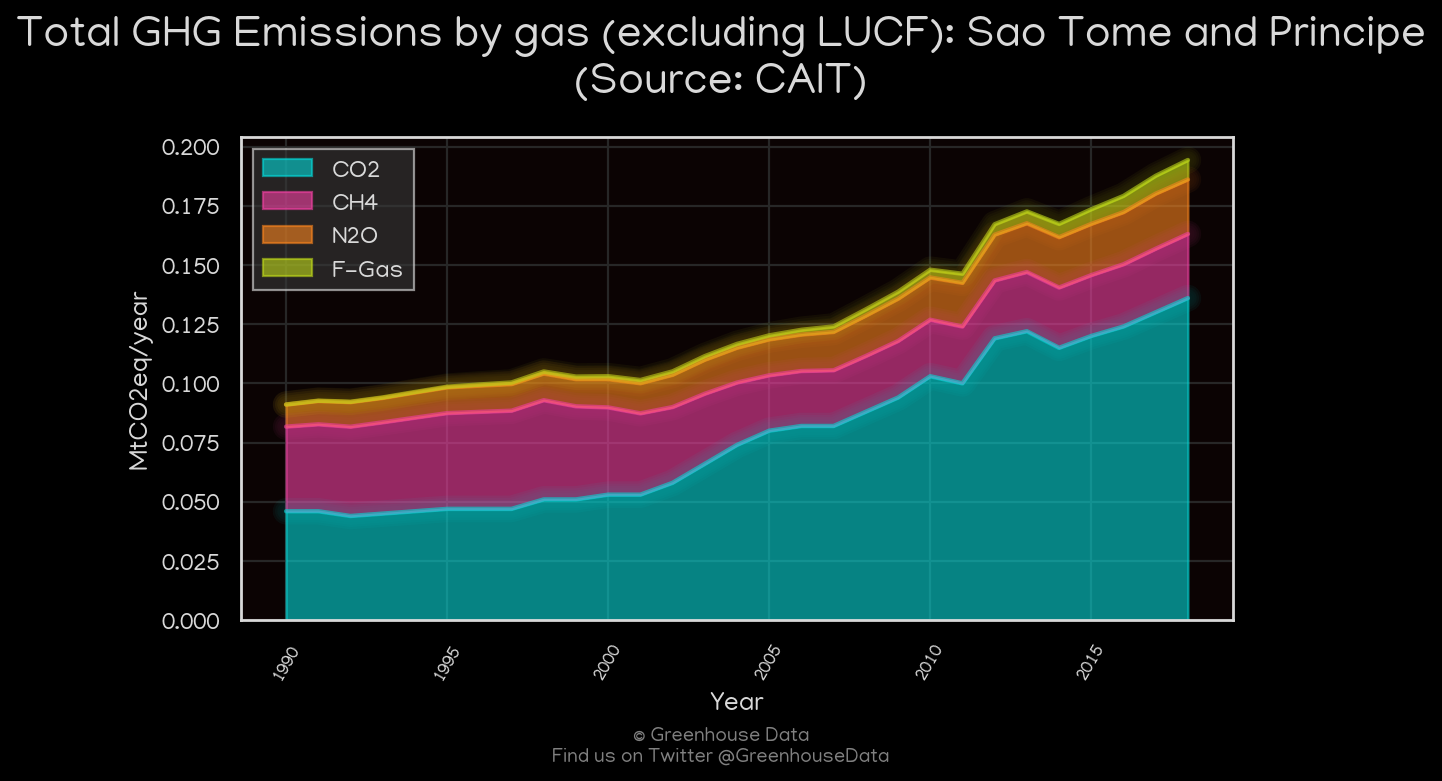 Total GHG Emissions by gas (excluding LUCF): Sao Tome and Principe
(Source: CAIT)
0.200
0.175
0.150
0.125
0.100
0.075
0.050
0.025
0.000
MtCO2eq/year
CO2
CH4
N2O
F-Gas
1990
1995
2000
2005
2010
2015
Year
© Greenhouse Data
Find us on Twitter @GreenhouseData